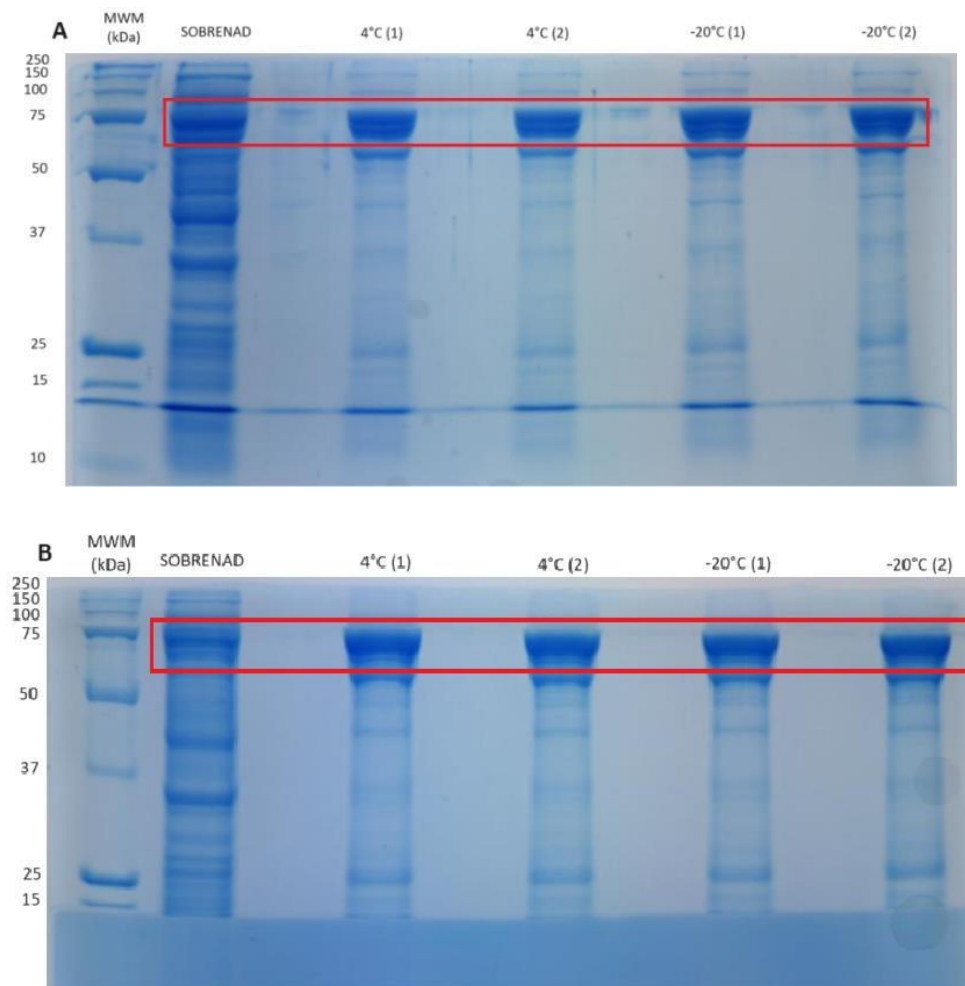 A
MWM
(kDa)
SOBRENAD
4°C (1)
4°C (2)
-20°C (1)
-20°C (2)
250
150
100
75
50
37
25
15
10
B
MWM
(kDa)
SOBRENAD
4°C (1)
4°C (2)
-20°C (1)
-20°C (2)
250
150
100
75
50
37
25
15